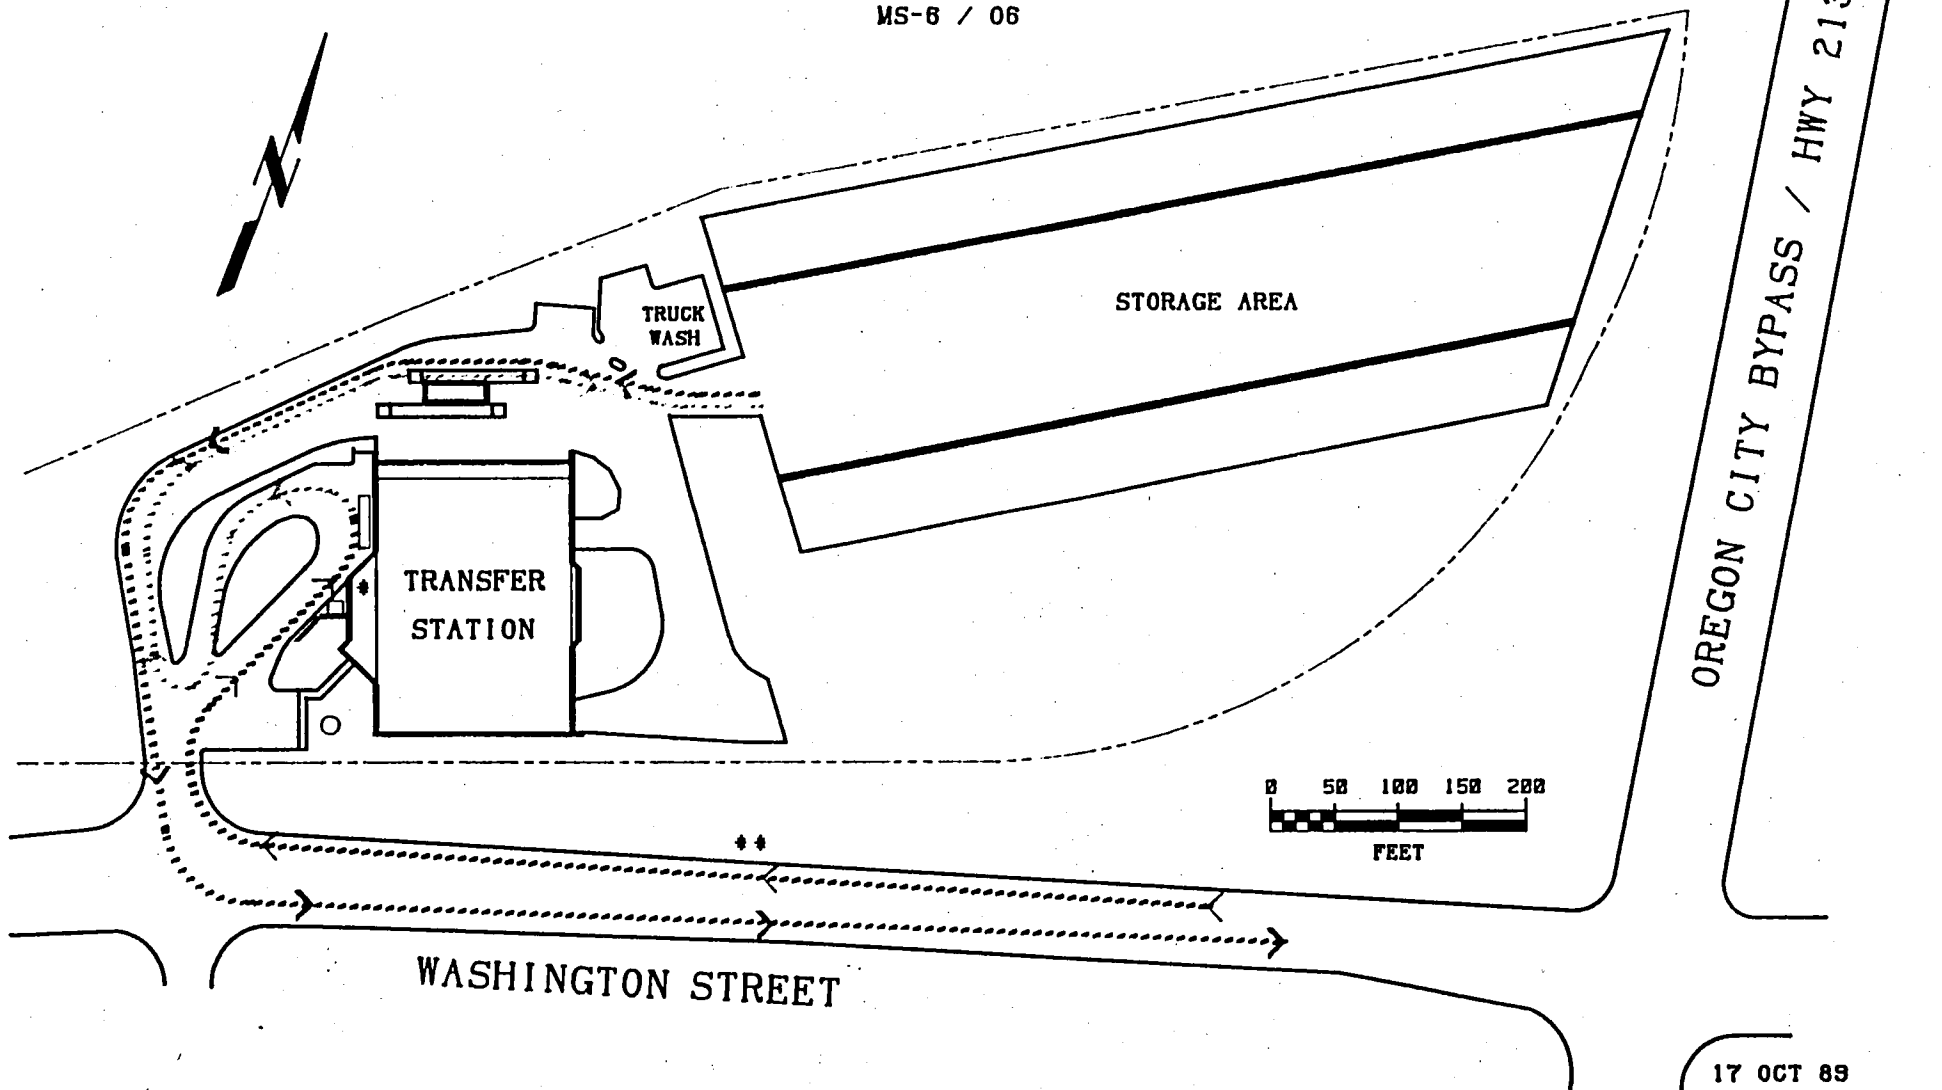 MS-6 / 06
N
OREGON CITY BYPASS / HWY 213
STORAGE AREA
TRUCK
WASH
TRANSFER
STATION
*
0 50 100 150 200
FEET
**
WASHINGTON STREET
17 OCT 89